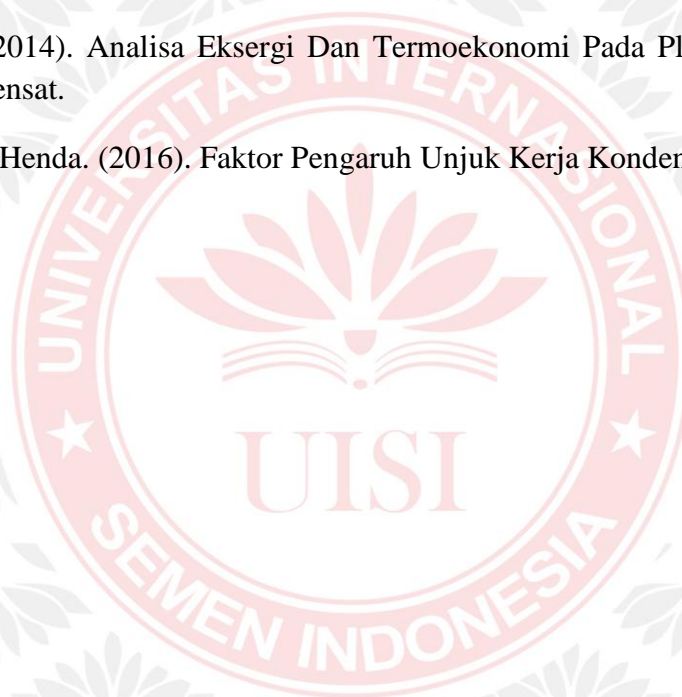 2014). Analisa Eksergi Dan Termoekonomi Pada Pl
ensat.
Henda. (2016). Faktor Pengaruh Unjuk Kerja Konden
UNIVERSITAS INTERNASIONAL
UISI
SEMEN INDONESIA